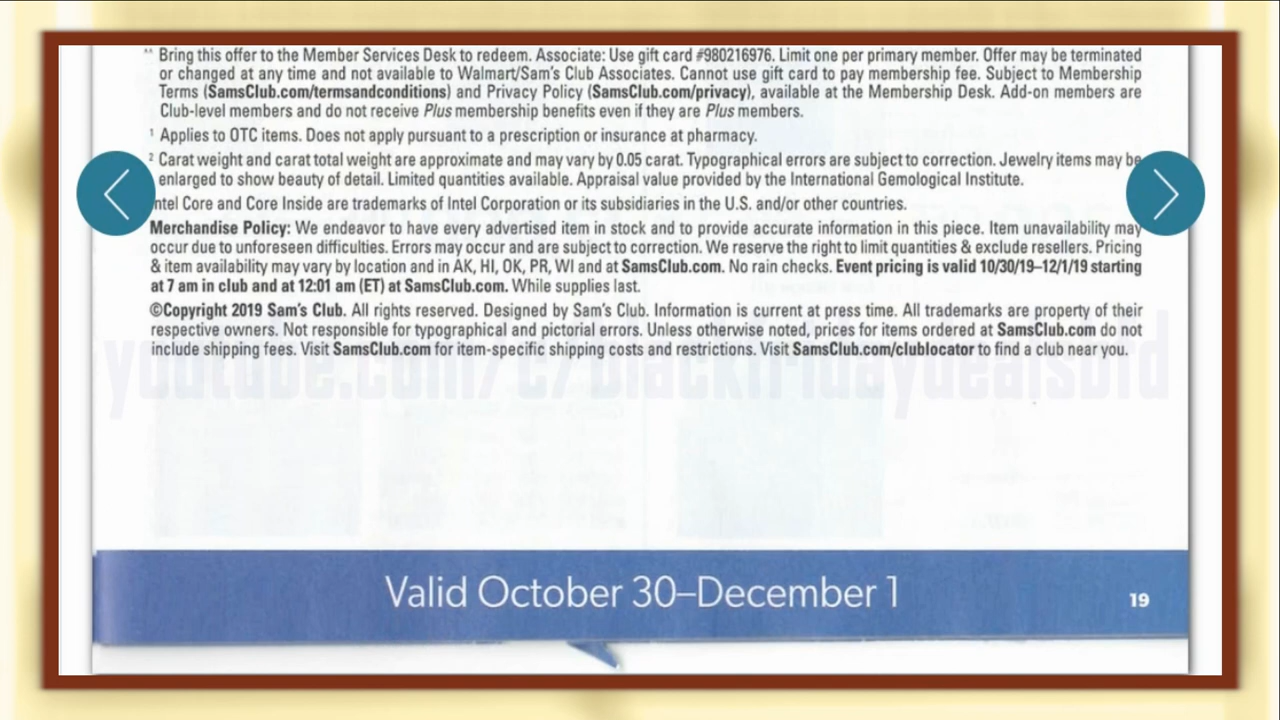 ^^ Bring this offer to the Member Services Desk to redeem. Associate: Use gift card #980216976. Limit one per primary member. Offer may be terminated
or changed at any time and not available to Walmart/Sam's Club Associates. Cannot use gift card to pay membership fee. Subject to Membership
Terms (SamsClub.com/termsandconditions) and Privacy Policy (SamsClub.com/privacy), available at the Membership Desk. Add-on members are
Club-level members and do not receive Plus membership benefits even if they are Plus members.
¹ Applies to OTC items. Does not apply pursuant to a prescription or insurance at pharmacy.
² Carat weight and carat total weight are approximate and may vary by 0.05 carat. Typographical errors are subject to correction. Jewelry items may be
enlarged to show beauty of detail. Limited quantities available. Appraisal value provided by the International Gemological Institute.
ntel Core and Core Inside are trademarks of Intel Corporation or its subsidiaries in the U.S. and/or other countries.
Merchandise Policy: We endeavor to have every advertised item in stock and to provide accurate information in this piece. Item unavailability may
occur due to unforeseen difficulties. Errors may occur and are subject to correction. We reserve the right to limit quantities & exclude resellers. Pricing
& item availability may vary by location and in AK, HI, OK, PR, WI and at SamsClub.com. No rain checks. Event pricing is valid 10/30/19–12/1/19 starting
at 7 am in club and at 12:01 am (ET) at SamsClub.com. While supplies last.
©Copyright 2019 Sam's Club. All rights reserved. Designed by Sam's Club. Information is current at press time. All trademarks are property of their
respective owners. Not responsible for typographical and pictorial errors. Unless otherwise noted, prices for items ordered at SamsClub.com do not
include shipping fees. Visit SamsClub.com for item-specific shipping costs and restrictions. Visit SamsClub.com/clublocator to find a club near you.
youtube.com/c/blackfridaydealsbfd
Valid October 30–December 1
19